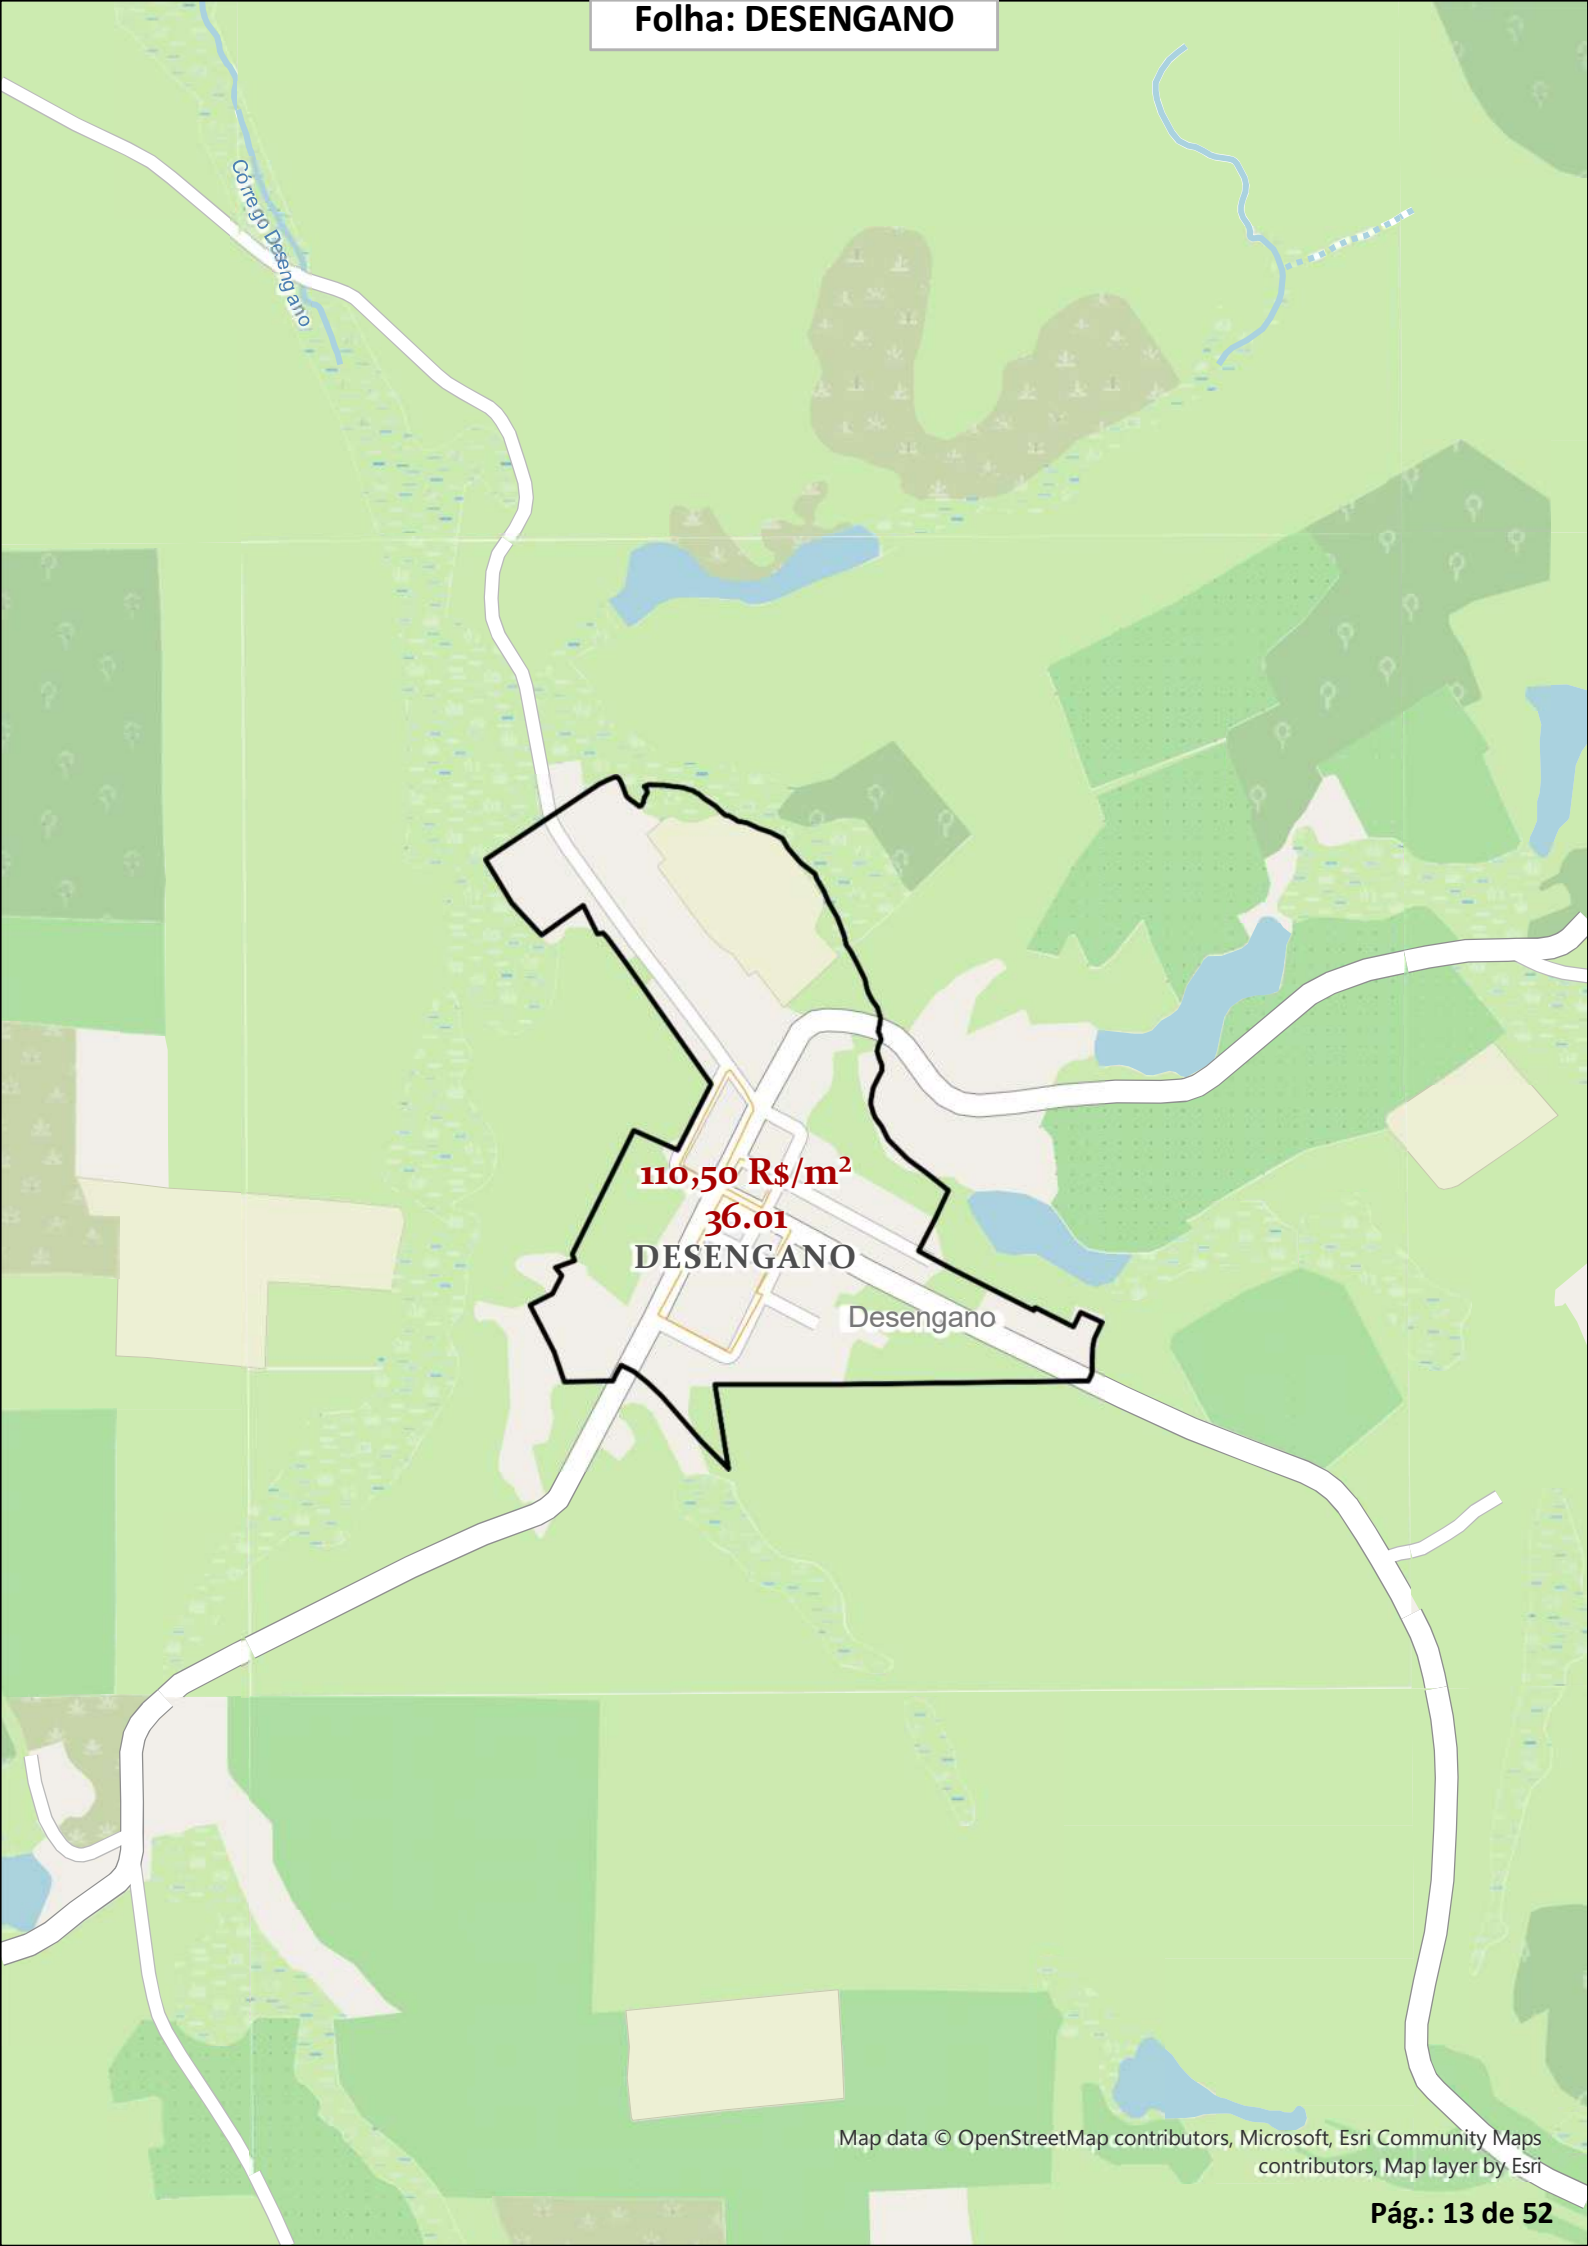 Folha: DESENGANO
Córrego Desengano
110,50 R$/m²
36.01
DESENGANO
Desengano
Map data © OpenStreetMap contributors, Microsoft, Esri Community Maps
contributors, Map layer by Esri
Pág.: 13 de 52